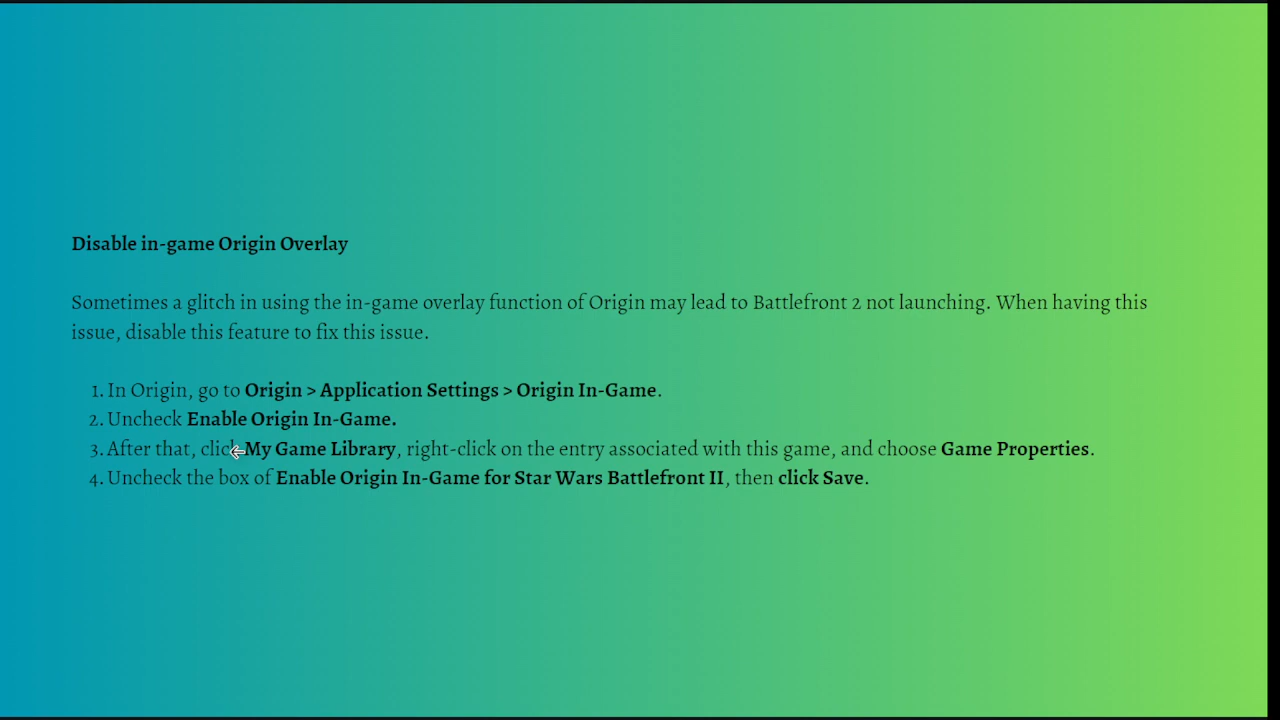 Disable in-game Origin Overlay
Sometimes a glitch in using the in-game overlay function of Origin may lead to Battlefront 2 not launching. When having this
issue, disable this feature to fix this issue.
1. In Origin, go to Origin > Application Settings > Origin In-Game.
2. Uncheck Enable Origin In-Game.
3. After that, click My Game Library, right-click on the entry associated with this game, and choose Game Properties.
4. Uncheck the box of Enable Origin In-Game for Star Wars Battlefront II, then click Save.